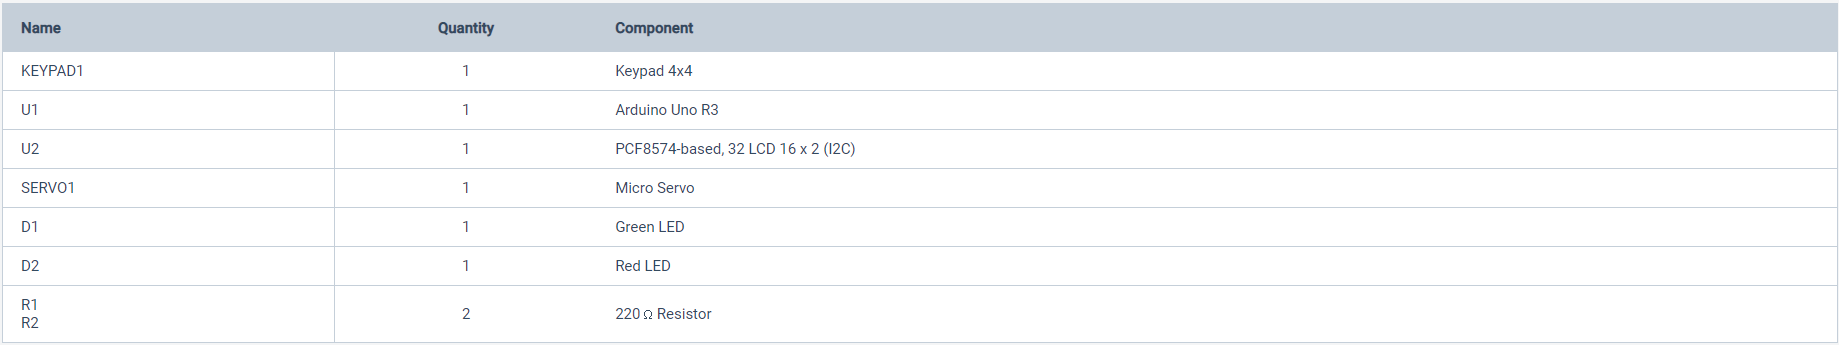 Name Quantity Component
KEYPAD1 1 Keypad 4x4
U1 1 Arduino Uno R3
U2 1 PCF8574-based, 32 LCD 16 x 2 (I2C)
SERVO1 1 Micro Servo
D1 1 Green LED
D2 1 Red LED
R1
R2 2 220 Ω Resistor